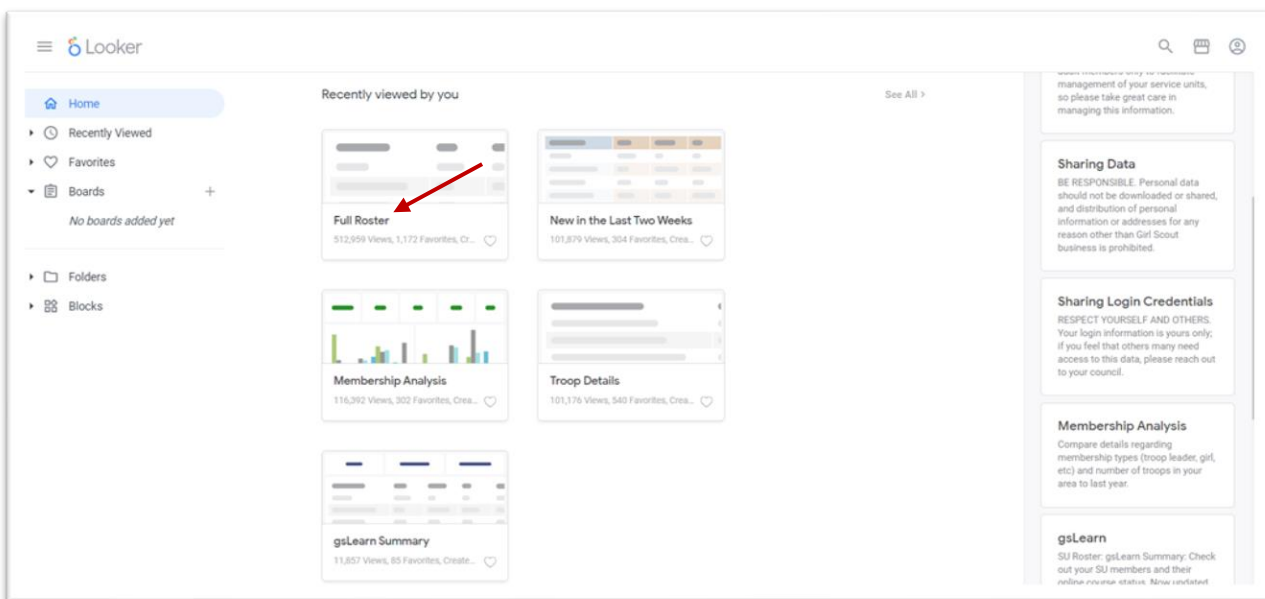 Looker
Home
Recently Viewed
Favorites
Boards
No boards added yet
Folders
Blocks
Recently viewed by you
See All >
Full Roster
512,959 Views, 1,172 Favorites, Cr...
New in the Last Two Weeks
101,879 Views, 304 Favorites, Crea...
Membership Analysis
116,392 Views, 302 Favorites, Crea...
Troop Details
101,176 Views, 540 Favorites, Crea...
gsLearn Summary
11,857 Views, 85 Favorites, Create...
management of your service units,
so please take great care in
managing this information.
Sharing Data
BE RESPONSIBLE. Personal data
should not be downloaded or shared,
and distribution of personal
information or addresses for any
reason other than Girl Scout
business is prohibited.
Sharing Login Credentials
RESPECT YOURSELF AND OTHERS.
Your login information is yours only;
if you feel that others many need
access to this data, please reach out
to your council.
Membership Analysis
Compare details regarding
membership types (troop leader, girl,
etc) and number of troops in your
area to last year.
gsLearn
SU Roster: gsLearn Summary: Check
out your SU members and their
online course status. Now updated